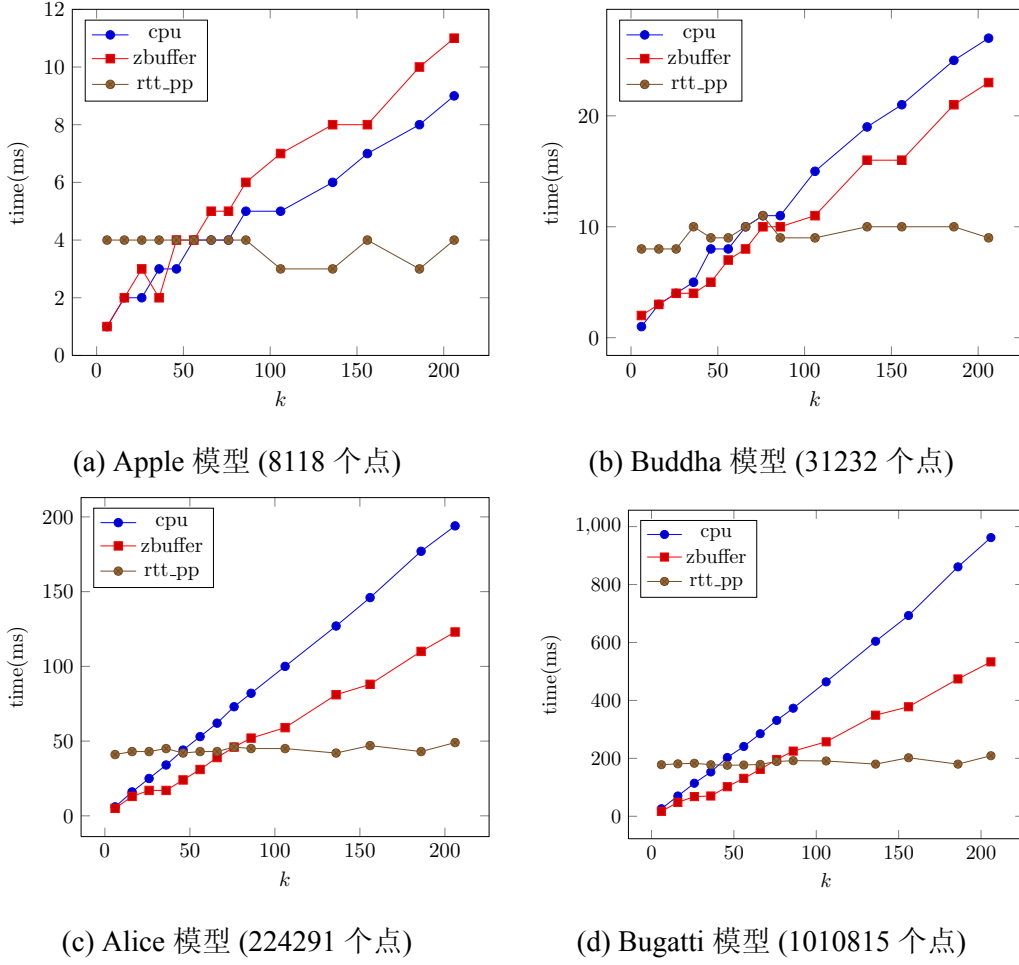 12
10
8
6
4
2
0
time(ms)
cpu
zbuffer
rtt_pp
0 50 100 150 200
k
(a) Apple 模型 (8118 个点)
20
10
0
time(ms)
cpu
zbuffer
rtt_pp
0 50 100 150 200
k
(b) Buddha 模型 (31232 个点)
200
150
100
50
0
time(ms)
cpu
zbuffer
rtt_pp
0 50 100 150 200
k
(c) Alice 模型 (224291 个点)
1,000
800
600
400
200
0
time(ms)
cpu
zbuffer
rtt_pp
0 50 100 150 200
k
(d) Bugatti 模型 (1010815 个点)